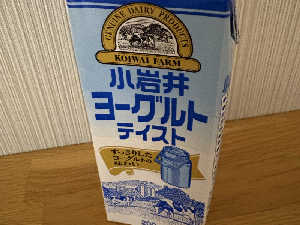 GENUINE DAIRY PRODUCTS
KOIWAI FARM
小岩井
ヨーグルト
テイスト
すっきりした
ヨーグルトの
味わい